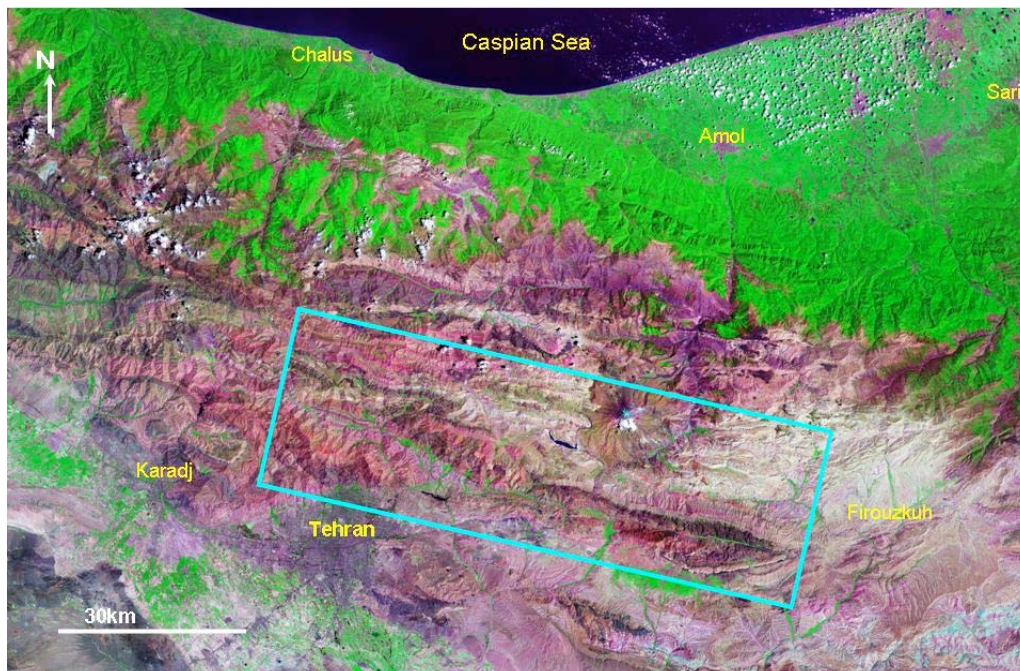 Caspian Sea
Chalus
N
Sari
Amol
Karadj
Firouzkuh
Tehran
30km